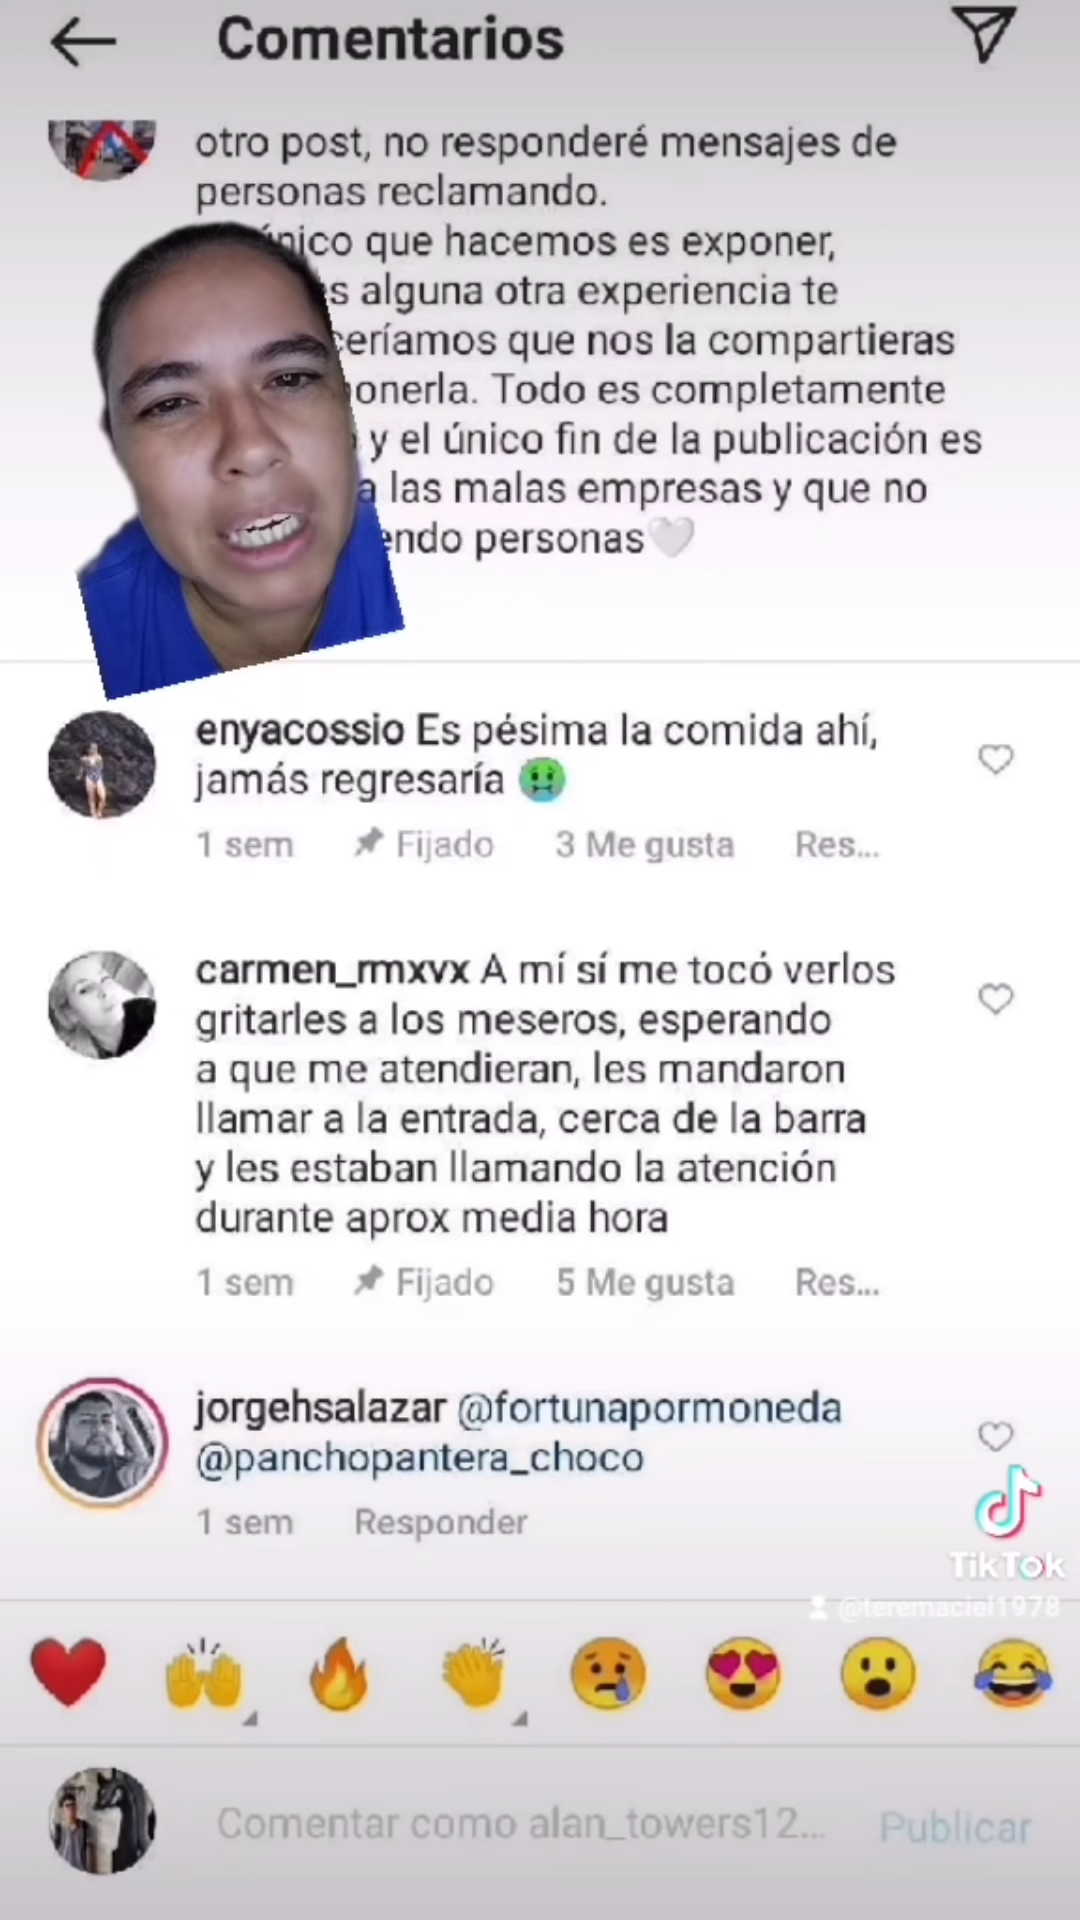 Comentarios
otro post, no responderé mensajes de
personas reclamando.
que hacemos es exponer,
alguna otra experiencia te
que nos la compartieras
Todo es completamente
y el único fin de la publicación es
a las malas empresas y que no
personas🤍
enyacossio Es pésima la comida ahí,
jamás regresaría 🤢
1 sem Fijado 3 Me gusta Res...
carmen_rmxvx A mí sí me tocó verlos
gritarles a los meseros, esperando
a que me atendieran, les mandaron
llamar a la entrada, cerca de la barra
y les estaban llamando la atención
durante aprox media hora
1 sem Fijado 5 Me gusta Res...
jorgehsalazar @fortunapormoneda
@panchopantera_choco
1 sem Responder
TikTok
@teremaciel1978
❤️ 🙌 🔥 👏 😢 😍 😮 😂
Comentar como alan_towers12... Publicar